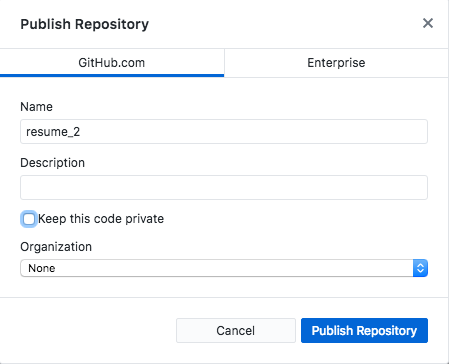 Publish Repository
GitHub.com
Enterprise
Name
resume_2
Description
Keep this code private
Organization
None
Cancel
Publish Repository